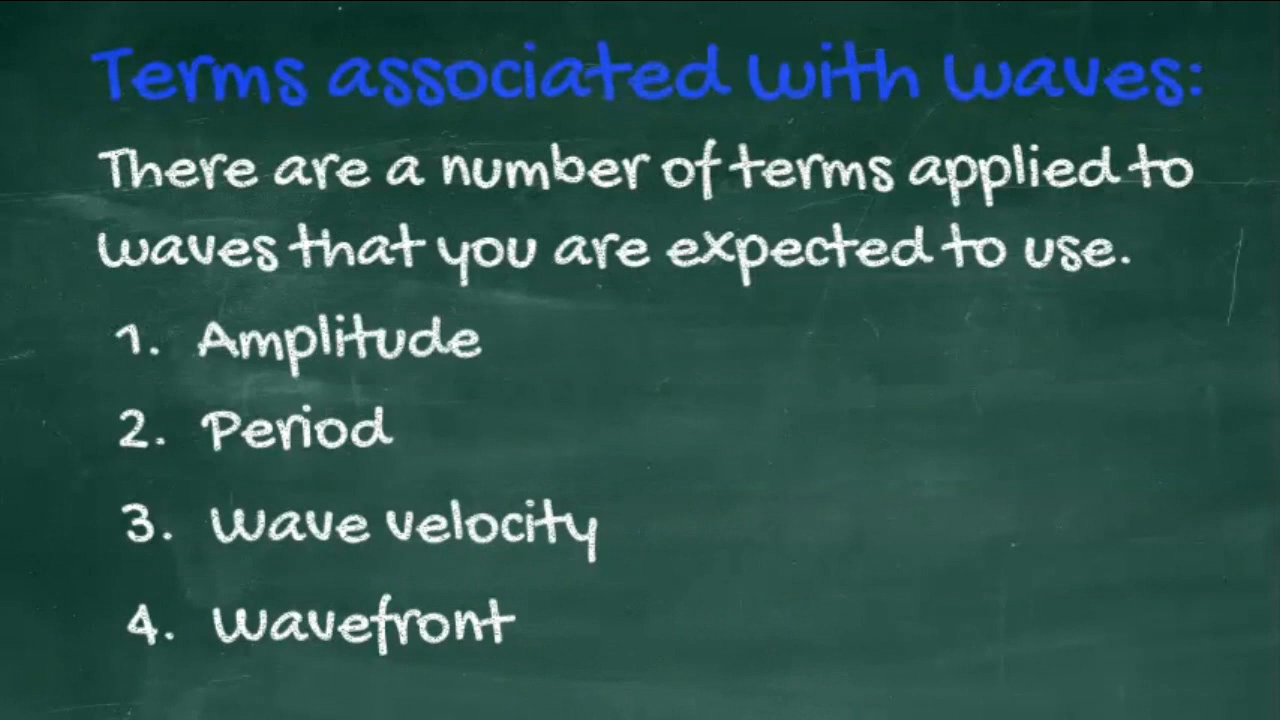 Terms associated with waves:
There are a number of terms applied to
waves that you are expected to use.
1. Amplitude
2. Period
3. Wave velocity
4. Wavefront